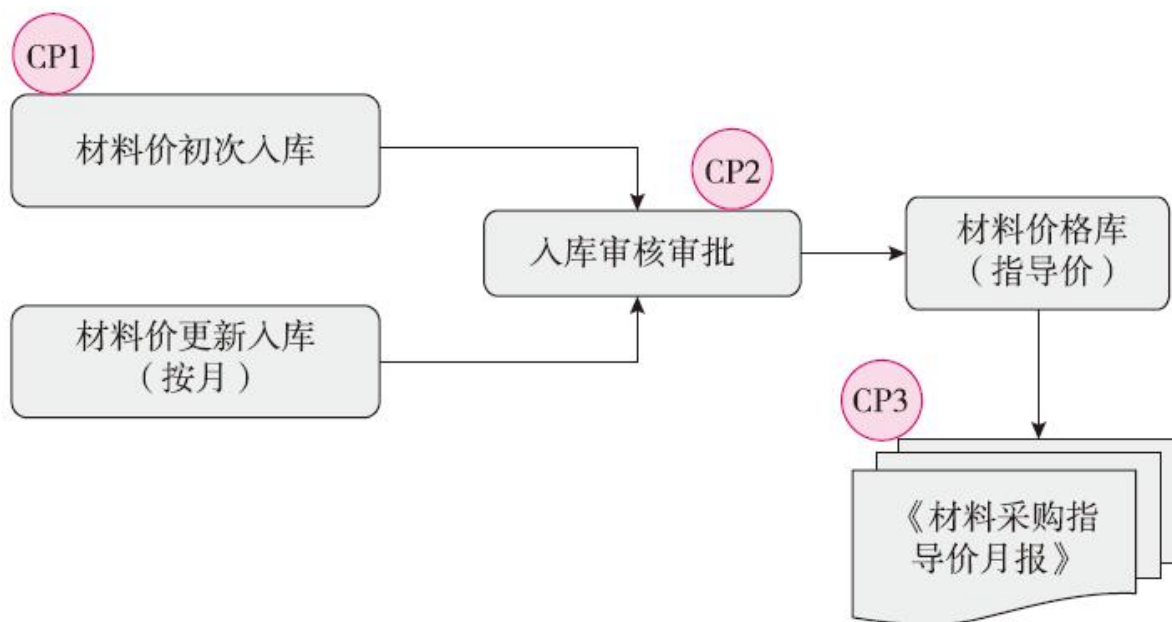 CP1
材料价初次入库
CP2
入库审核审批
材料价格库
（指导价）
材料价更新入库
（按月）
CP3
《材料采购指
导价月报》